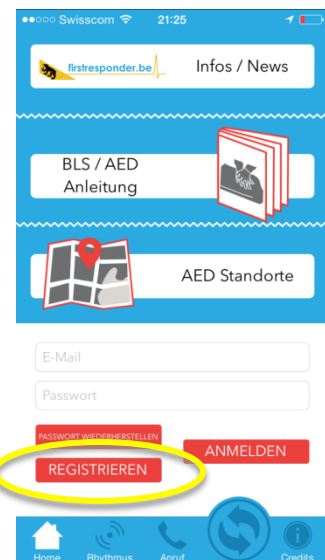 Swisscom 21:25
firstresponder.be
Infos / News
BLS / AED
Anleitung
AED Standorte
E-Mail
Passwort
PASSWORT WIEDERHERSTELLEN
ANMELDEN
REGISTRIEREN
Home Rhythmus Anruf Credits